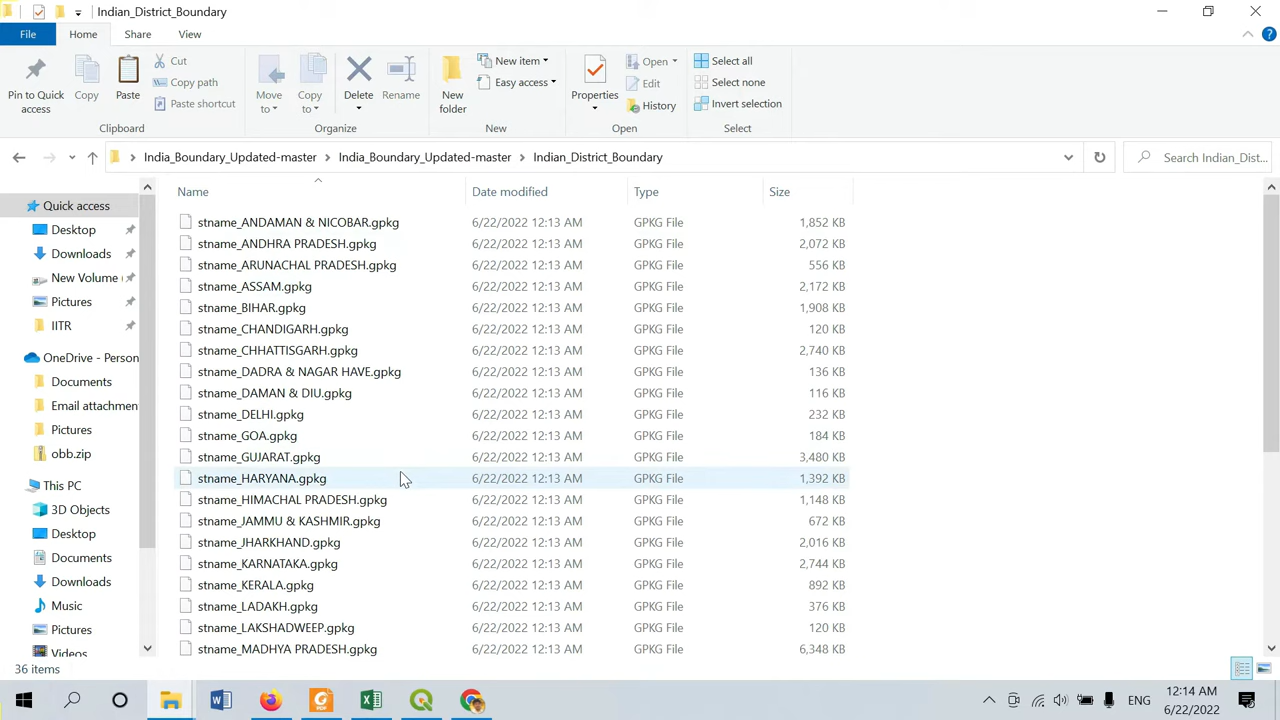 Indian_District_Boundary
File
Home
Share
View
Pin to Quick access
Copy
Paste
Cut
Copy path
Paste shortcut
Clipboard
Move to
Copy to
Delete
Rename
Organize
New folder
New item
Easy access
New
Properties
Open
Edit
History
Open
Select all
Select none
Invert selection
Select
India_Boundary_Updated-master > India_Boundary_Updated-master > Indian_District_Boundary
Search Indian_Dist...
Quick access
Desktop
Downloads
New Volume (
Pictures
IITR
OneDrive - Person
Documents
Email attachmen
Pictures
obb.zip
This PC
3D Objects
Desktop
Documents
Downloads
Music
Pictures
Videos
Name Date modified Type Size
stname_ANDAMAN & NICOBAR.gpkg 6/22/2022 12:13 AM GPKG File 1,852 KB
stname_ANDHRA PRADESH.gpkg 6/22/2022 12:13 AM GPKG File 2,072 KB
stname_ARUNACHAL PRADESH.gpkg 6/22/2022 12:13 AM GPKG File 556 KB
stname_ASSAM.gpkg 6/22/2022 12:13 AM GPKG File 2,172 KB
stname_BIHAR.gpkg 6/22/2022 12:13 AM GPKG File 1,908 KB
stname_CHANDIGARH.gpkg 6/22/2022 12:13 AM GPKG File 120 KB
stname_CHHATTISGARH.gpkg 6/22/2022 12:13 AM GPKG File 2,740 KB
stname_DADRA & NAGAR HAVE.gpkg 6/22/2022 12:13 AM GPKG File 136 KB
stname_DAMAN & DIU.gpkg 6/22/2022 12:13 AM GPKG File 116 KB
stname_DELHI.gpkg 6/22/2022 12:13 AM GPKG File 232 KB
stname_GOA.gpkg 6/22/2022 12:13 AM GPKG File 184 KB
stname_GUJARAT.gpkg 6/22/2022 12:13 AM GPKG File 3,480 KB
stname_HARYANA.gpkg 6/22/2022 12:13 AM GPKG File 1,392 KB
stname_HIMACHAL PRADESH.gpkg 6/22/2022 12:13 AM GPKG File 1,148 KB
stname_JAMMU & KASHMIR.gpkg 6/22/2022 12:13 AM GPKG File 672 KB
stname_JHARKHAND.gpkg 6/22/2022 12:13 AM GPKG File 2,016 KB
stname_KARNATAKA.gpkg 6/22/2022 12:13 AM GPKG File 2,744 KB
stname_KERALA.gpkg 6/22/2022 12:13 AM GPKG File 892 KB
stname_LADAKH.gpkg 6/22/2022 12:13 AM GPKG File 376 KB
stname_LAKSHADWEEP.gpkg 6/22/2022 12:13 AM GPKG File 120 KB
stname_MADHYA PRADESH.gpkg 6/22/2022 12:13 AM GPKG File 6,348 KB
36 items
ENG
12:14 AM
6/22/2022